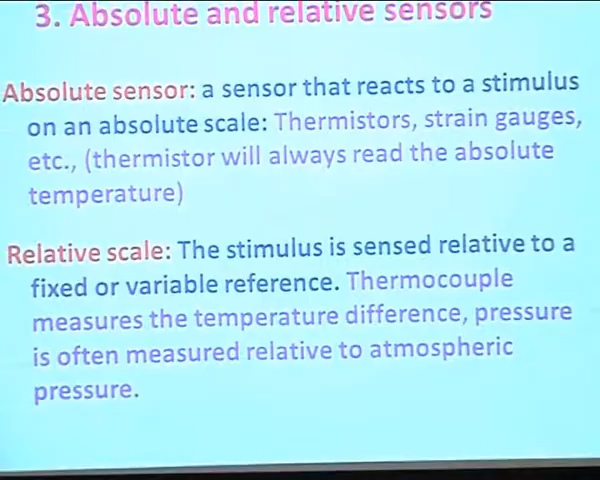 3. Absolute and relative sensors
Absolute sensor: a sensor that reacts to a stimulus
on an absolute scale: Thermistors, strain gauges,
etc., (thermistor will always read the absolute
temperature)
Relative scale: The stimulus is sensed relative to a
fixed or variable reference. Thermocouple
measures the temperature difference, pressure
is often measured relative to atmospheric
pressure.